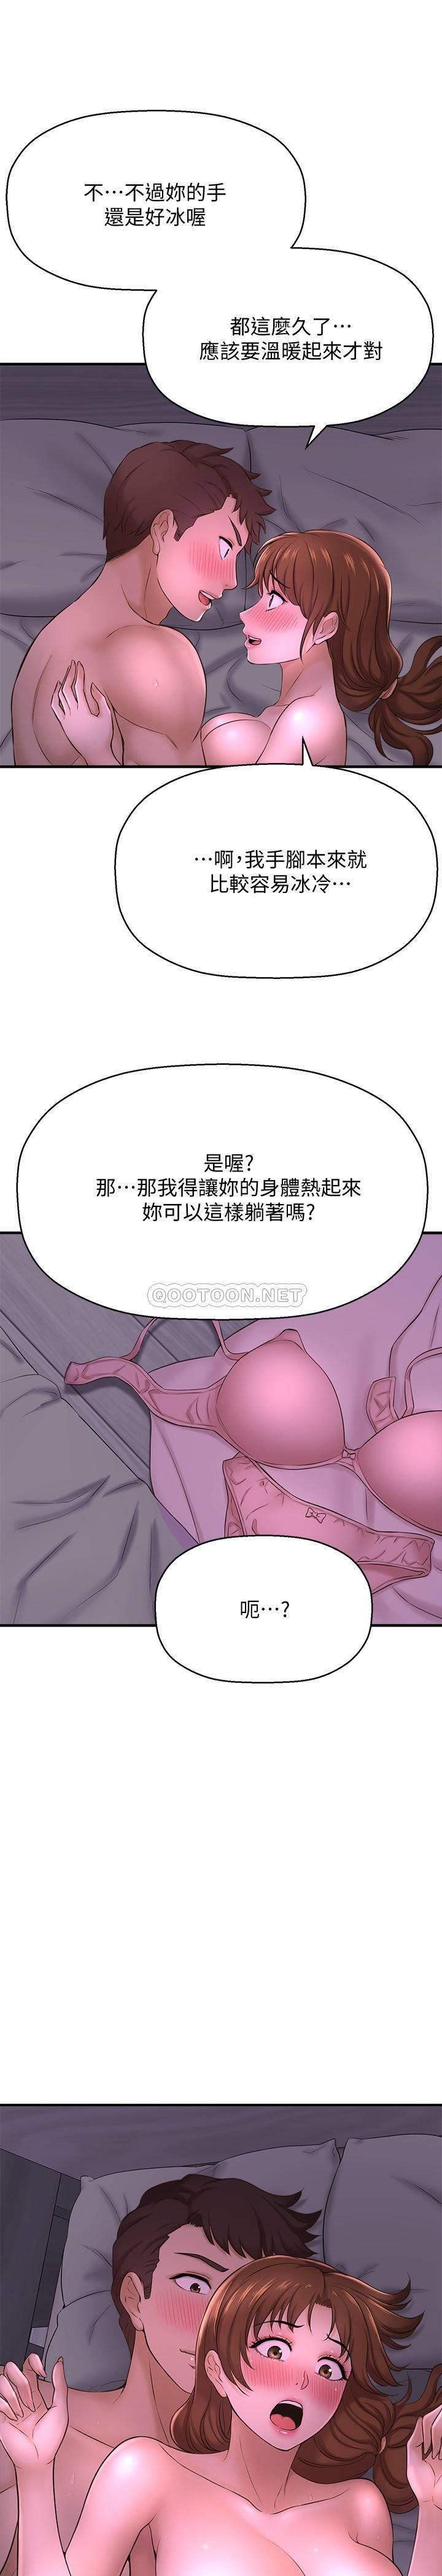 不…不過妳的手
還是好冰喔
都這麼久了…
應該要溫暖起來才對
…啊,我手腳本來就
比較容易冰冷…
是喔?
那…那我得讓妳的身體熱起來
妳可以這樣躺著嗎?
QOOTOON.NET
呃…?